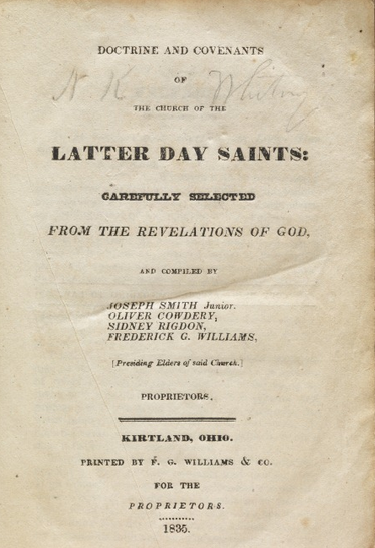 DOCTRINE AND COVENANTS
OF
THE CHURCH OF THE
LATTER DAY SAINTS:
CAREFULLY SELECTED
FROM THE REVELATIONS OF GOD,
AND COMPILED BY
JOSEPH SMITH Junior.
OLIVER COWDERY,
SIDNEY RIGDON,
FREDERICK G. WILLIAMS,
[Presiding Elders of said Church.]
PROPRIETORS.
KIRTLAND, OHIO.
PRINTED BY F. G. WILLIAMS & CO.
FOR THE
PROPRIETORS.
1835.